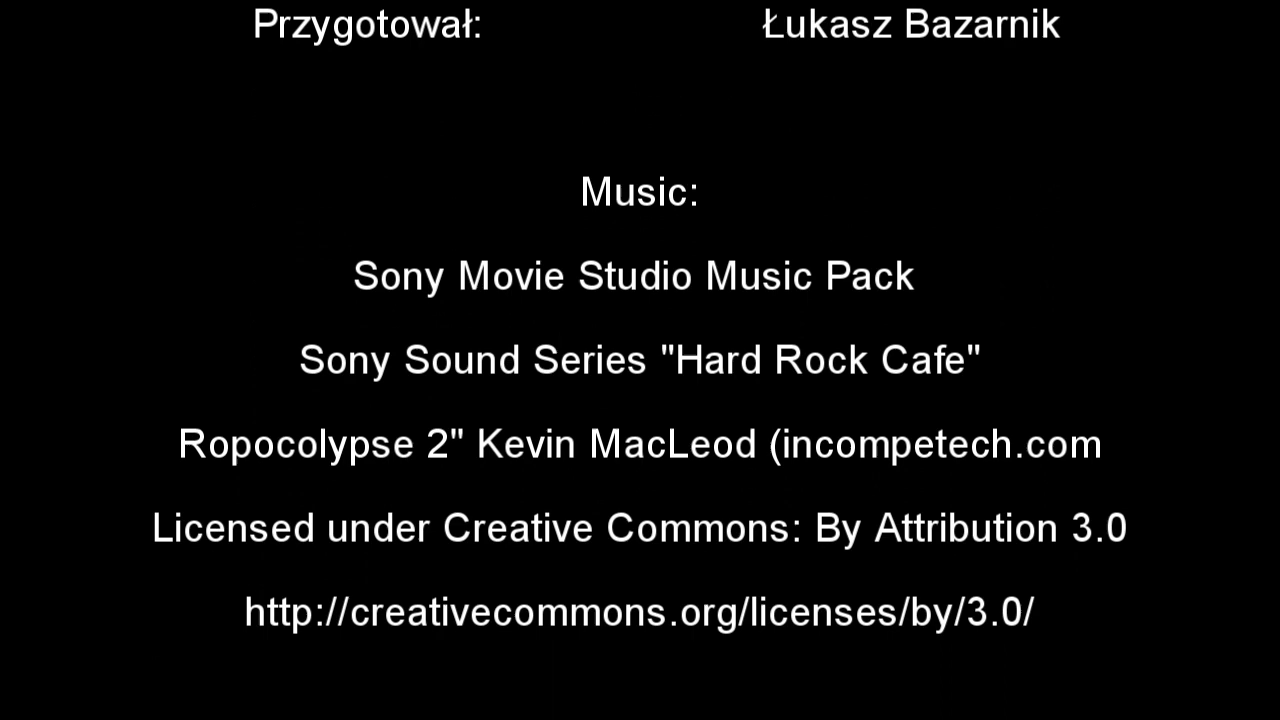 Przygotował: Łukasz Bazarnik
Music:
Sony Movie Studio Music Pack
Sony Sound Series "Hard Rock Cafe"
Ropocolypse 2" Kevin MacLeod (incompetech.com
Licensed under Creative Commons: By Attribution 3.0
http://creativecommons.org/licenses/by/3.0/